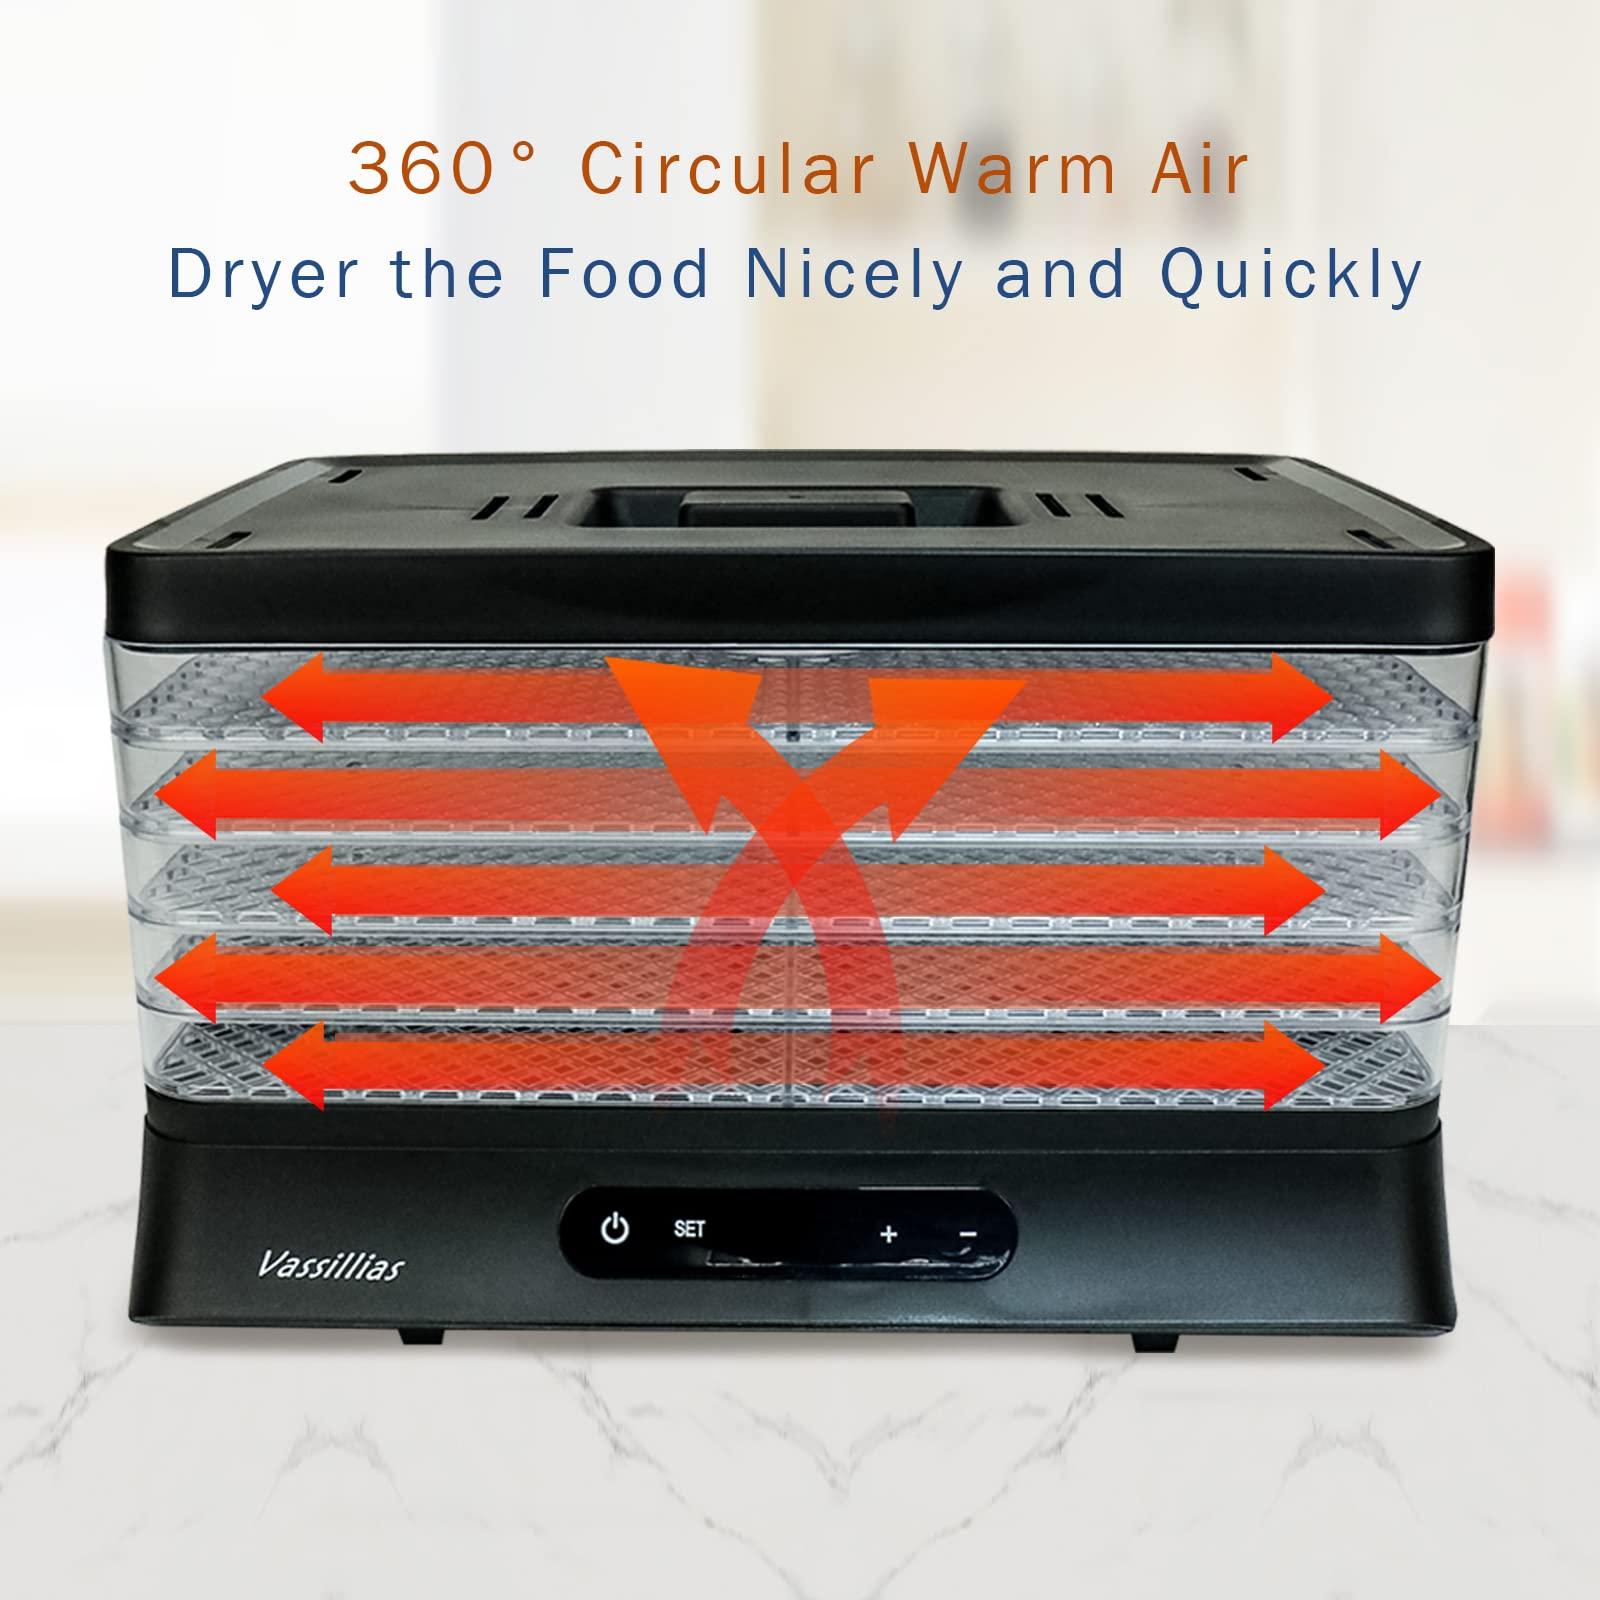 360° Circular Warm Air
Dryer the Food Nicely and Quickly
SET + −
Vassillias